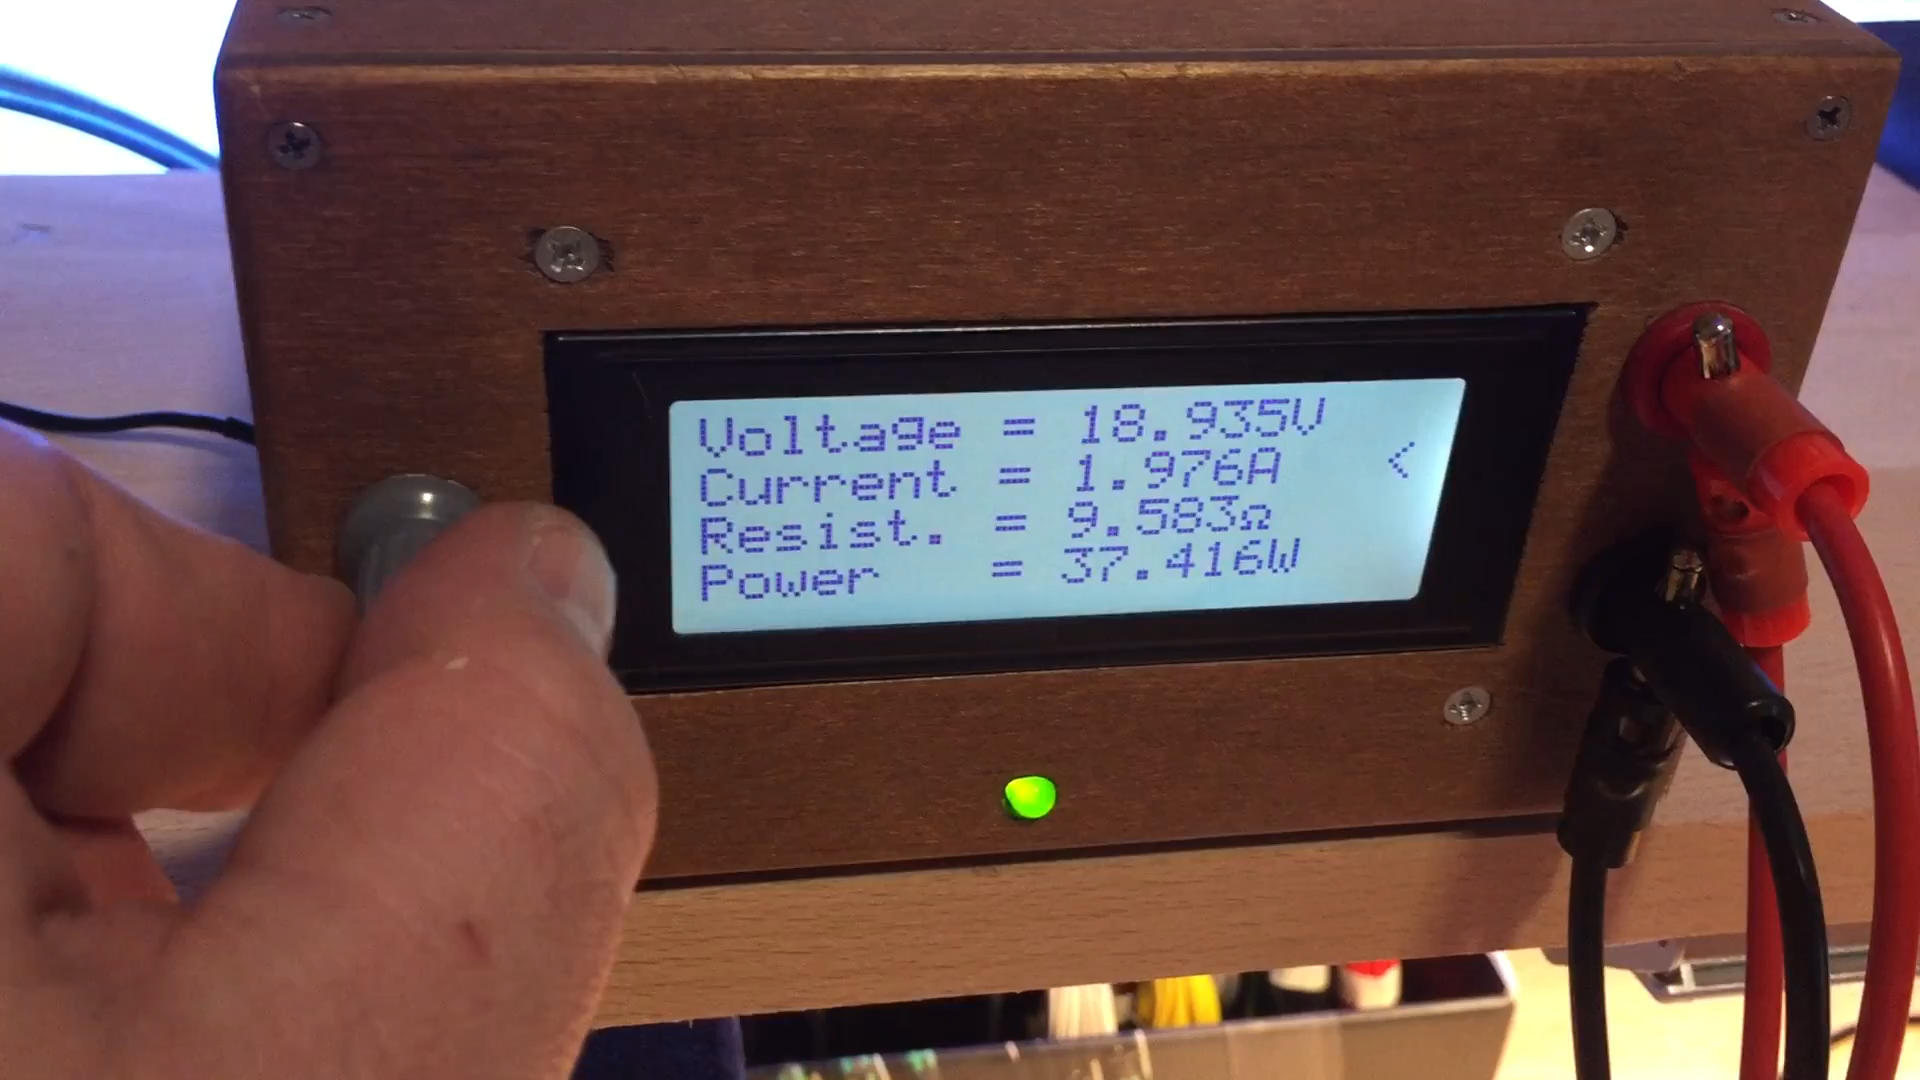 Voltage = 18.935V
Current = 1.976A <
Resist. = 9.583Ω
Power = 37.416W